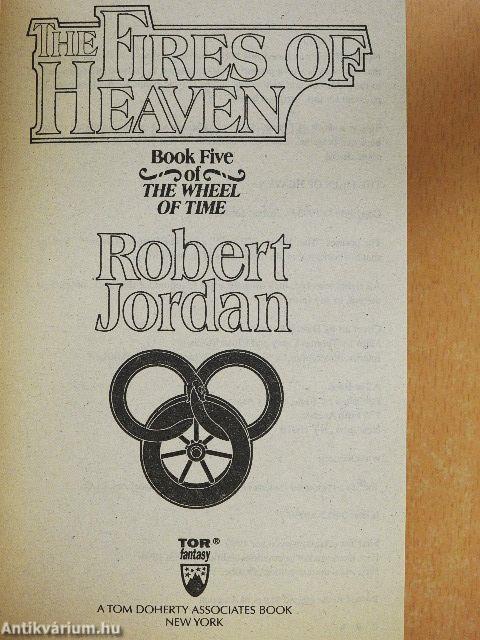 THE FIRES OF
HEAVEN
Book Five
of
THE WHEEL
OF TIME
Robert
Jordan
TOR®
fantasy
A TOM DOHERTY ASSOCIATES BOOK
NEW YORK
Antikvárium.hu